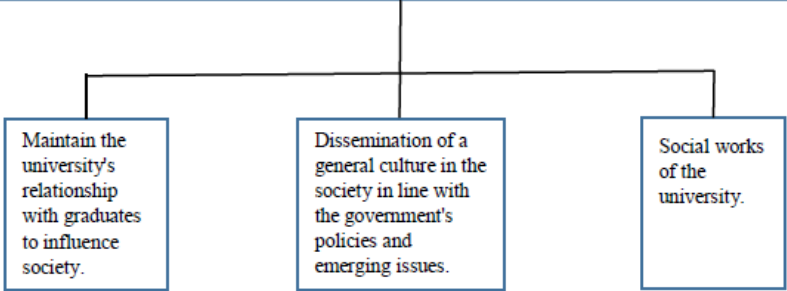 Maintain the
university's
relationship
with graduates
to influence
society.
Dissemination of a
general culture in the
society in line with
the government's
policies and
emerging issues.
Social works
of the
university.